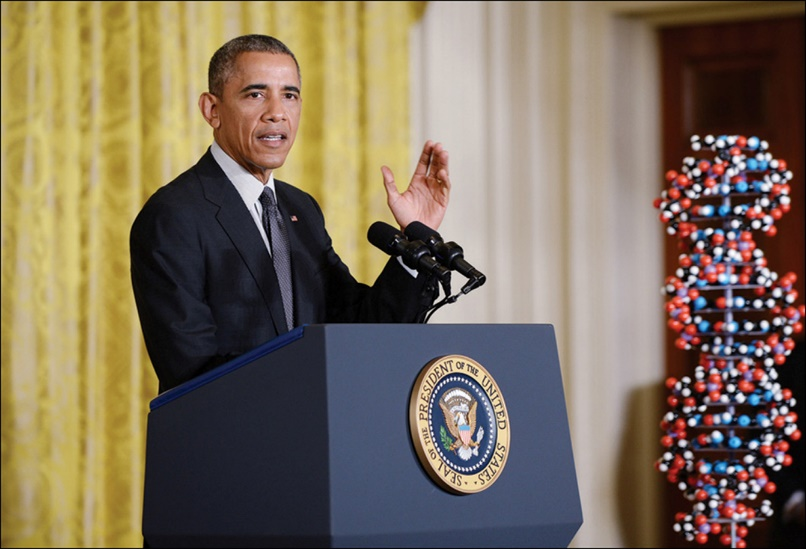 SEAL OF THE PRESIDENT OF THE UNITED STATES